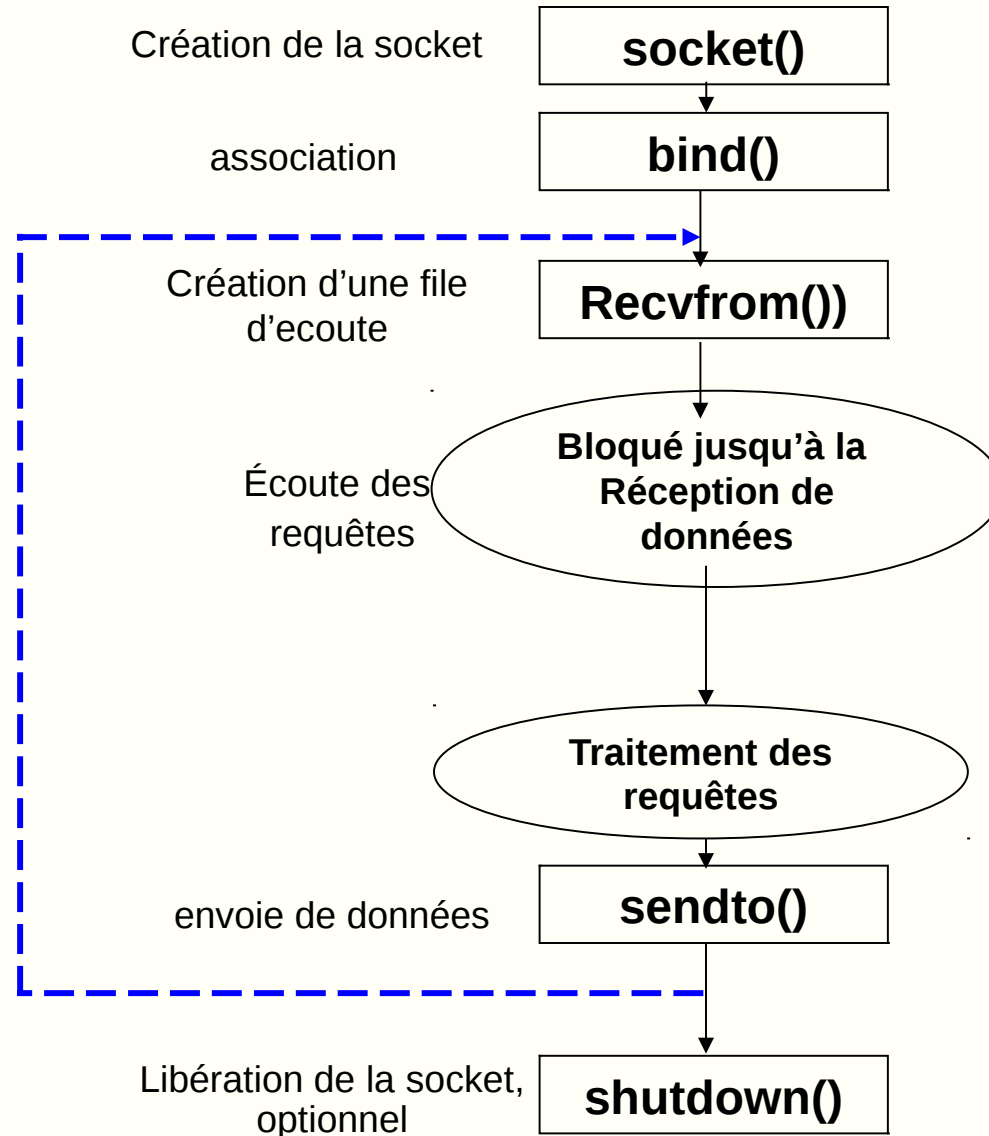 Création de la socket
socket()
association
bind()
Création d’une file
d’ecoute
Recvfrom())
Écoute des
requêtes
Bloqué jusqu’à la
Réception de
données
Traitement des
requêtes
envoie de données
sendto()
Libération de la socket,
optionnel
shutdown()